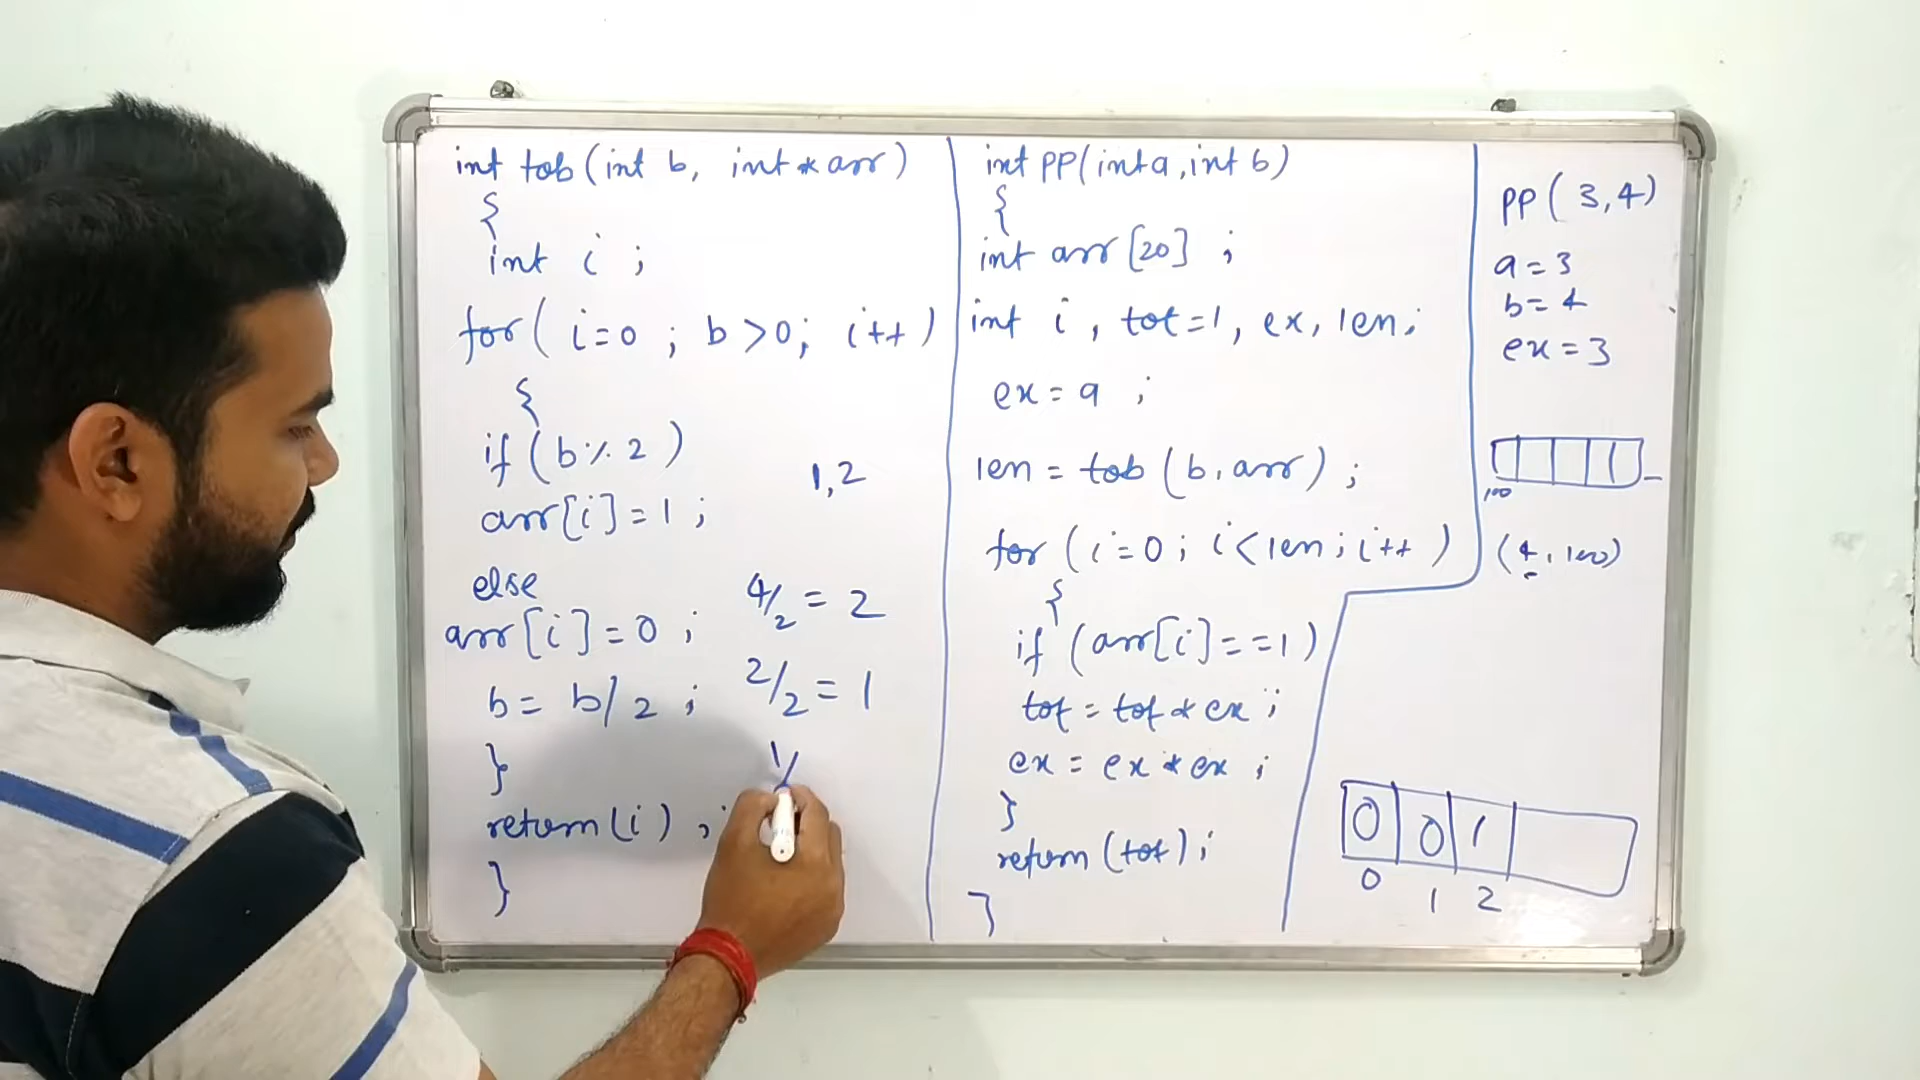 int tob(int b, int * arr)
{
int i ;
for( i=0 ; b >0; i++ )
{
if( b % 2 )
arr[i]=1 ;
else
arr[i]=0 ;
b= b/2 ;
}
return(i) ;
}
1,2
4/2 = 2
2/2 = 1
1/
int pp(int a, int b)
{
int arr [20] ;
int i , tot=1, ex, len;
ex= a ;
len = tob (b, arr) ;
for (i=0; i<len; i++ )
{
if (arr[i]==1)
tot = tot * ex ;
ex = ex * ex ;
}
return (tot) ;
}
pp( 3,4)
a=3
b=4
ex=3
100
(4, 100)
0 0 1
0 1 2